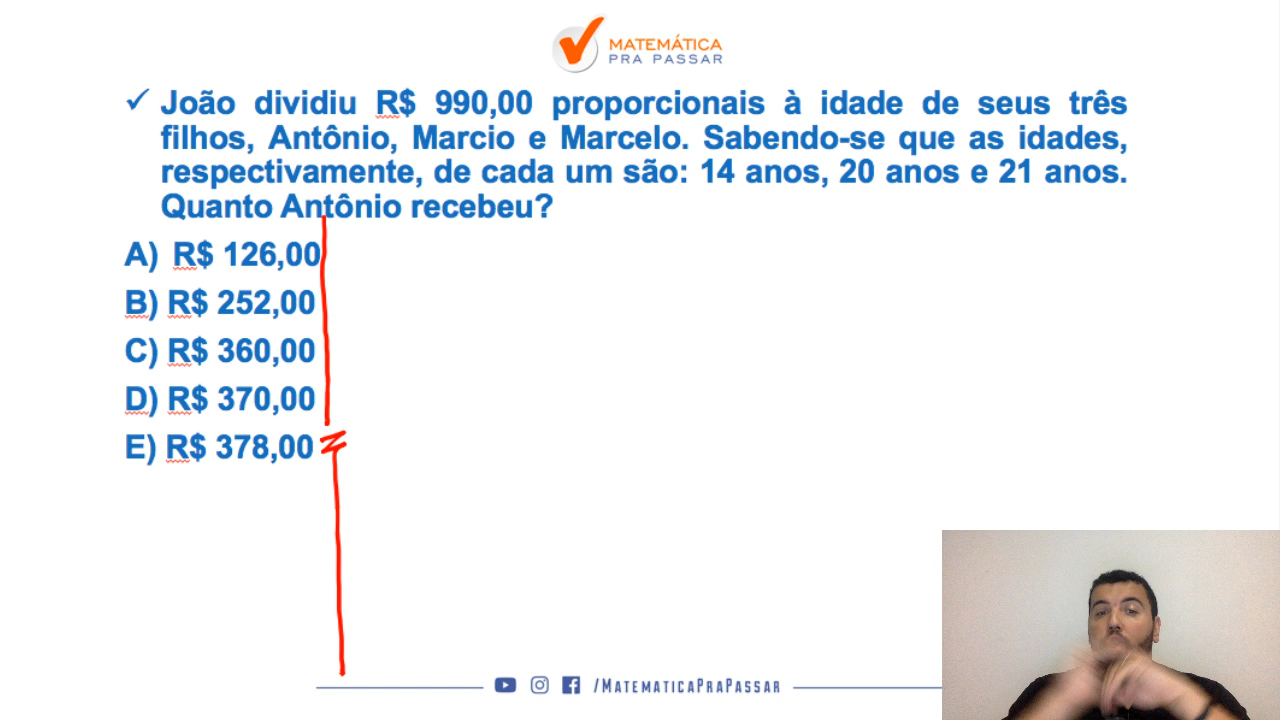 MATEMÁTICA
PRA PASSAR
✓ João dividiu R$ 990,00 proporcionais à idade de seus três
filhos, Antônio, Marcio e Marcelo. Sabendo-se que as idades,
respectivamente, de cada um são: 14 anos, 20 anos e 21 anos.
Quanto Antônio recebeu?
A) R$ 126,00
B) R$ 252,00
C) R$ 360,00
D) R$ 370,00
E) R$ 378,00
/MATEMATICAPRAPASSAR